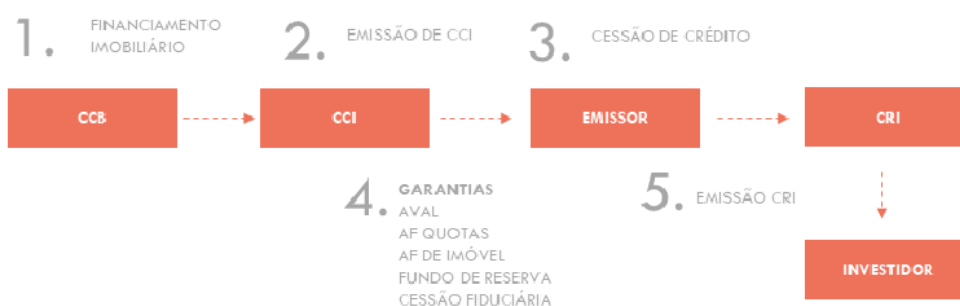 1.
FINANCIAMENTO
IMOBILIÁRIO
2.
EMISSÃO DE CCI
3.
CESSÃO DE CRÉDITO
CCB
CCI
EMISSOR
CRI
4.
GARANTIAS
AVAL
AF QUOTAS
AF DE IMÓVEL
FUNDO DE RESERVA
CESSÃO FIDUCIÁRIA
5.
EMISSÃO CRI
INVESTIDOR